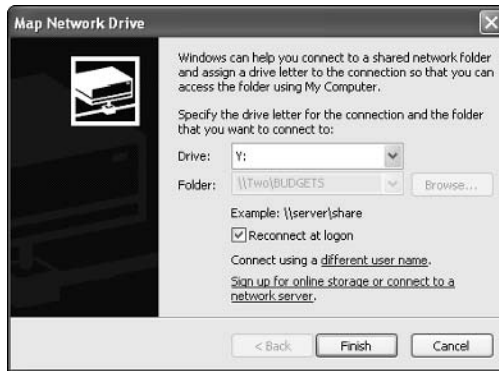 Map Network Drive
Windows can help you connect to a shared network folder
and assign a drive letter to the connection so that you can
access the folder using My Computer.
Specify the drive letter for the connection and the folder
that you want to connect to:
Drive: Y:
Folder: \\Two\BUDGETS Browse...
Example: \\server\share
Reconnect at logon
Connect using a different user name.
Sign up for online storage or connect to a
network server.
< Back Finish Cancel